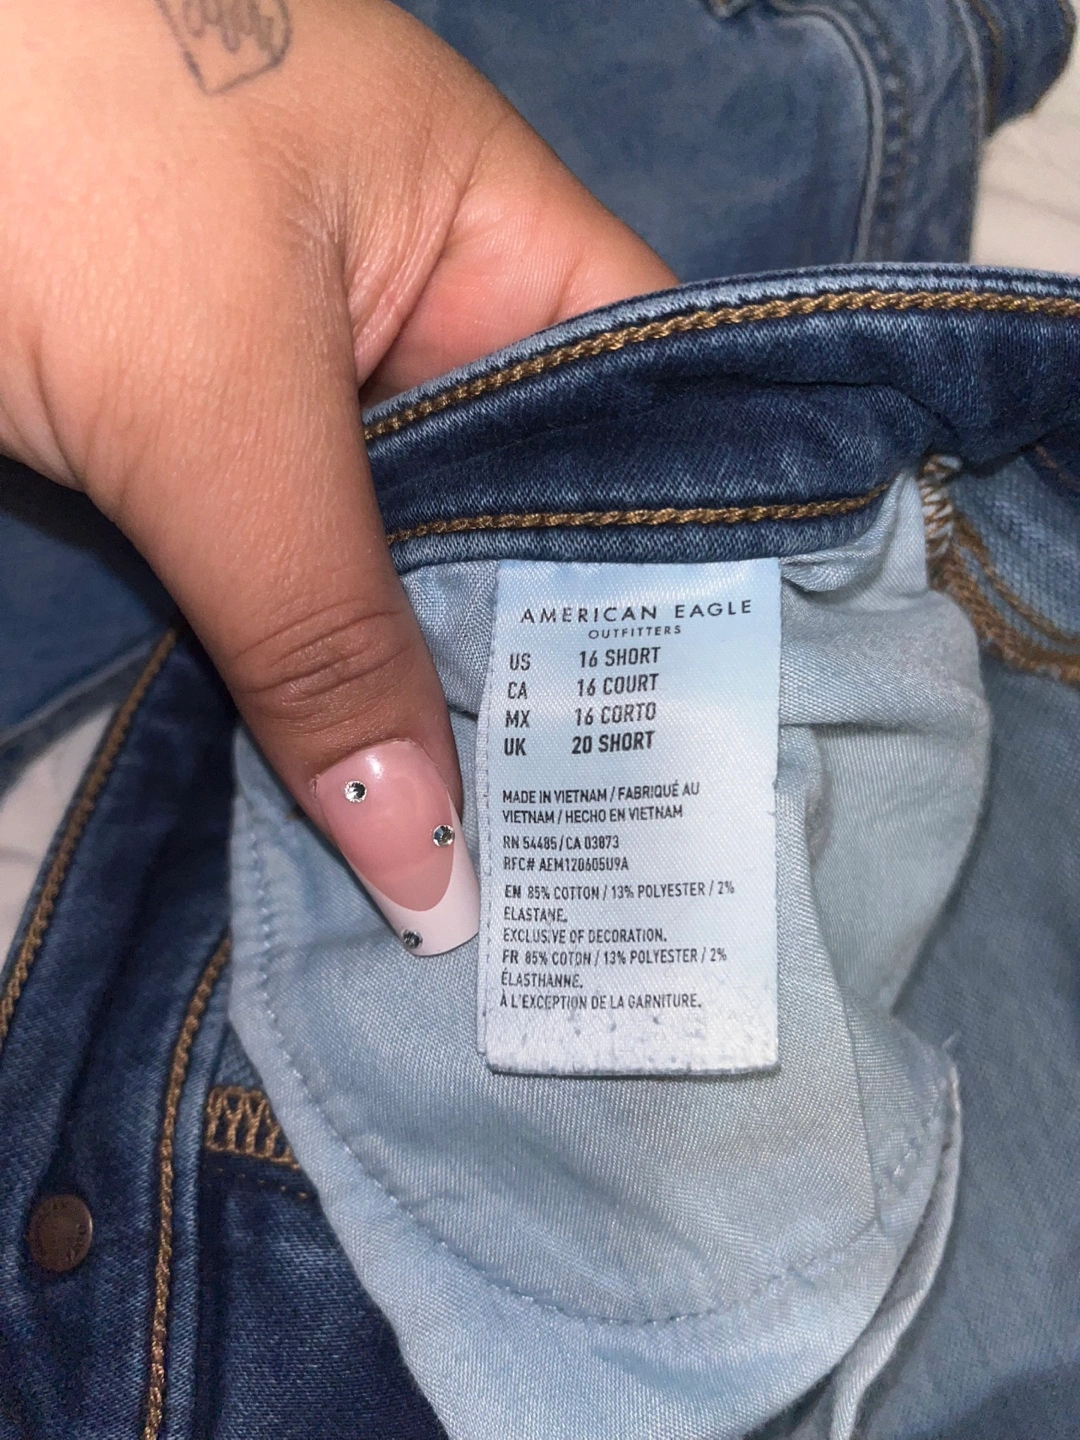 AMERICAN EAGLE
OUTFITTERS
US 16 SHORT
CA 16 COURT
MX 16 CORTO
UK 20 SHORT
MADE IN VIETNAM / FABRIQUÉ AU
VIETNAM / HECHO EN VIETNAM
RN 54485 / CA 03873
RFC# AEM120605U9A
EN 85% COTTON / 13% POLYESTER / 2%
ELASTANE.
EXCLUSIVE OF DECORATION.
FR 85% COTON / 13% POLYESTER / 2%
ÉLASTHANNE.
À L'EXCEPTION DE LA GARNITURE.